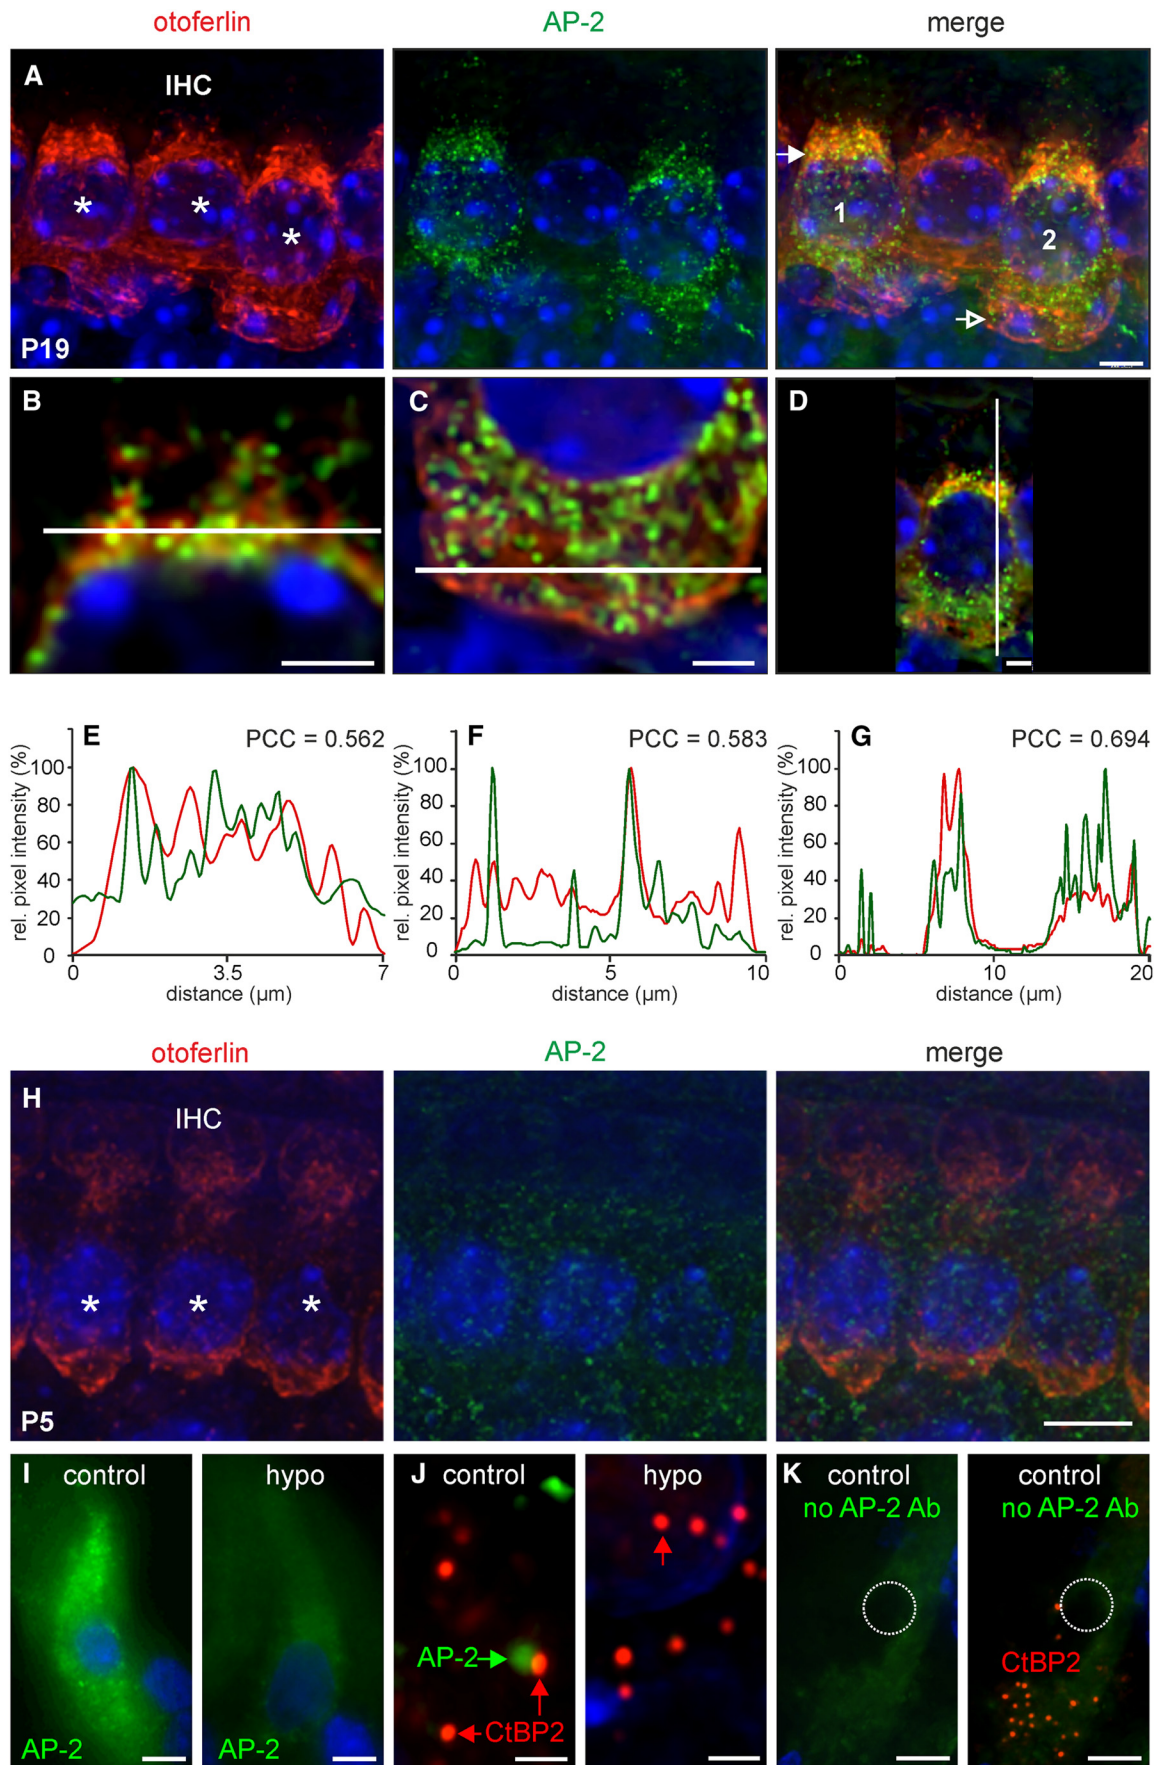 otoferlin AP-2 merge
A IHC
* * *
1 2
P19
B C D
E PCC = 0.562 F PCC = 0.583 G PCC = 0.694
rel. pixel intensity (%) rel. pixel intensity (%) rel. pixel intensity (%)
100 100 100
80 80 80
60 60 60
40 40 40
20 20 20
0 0 0
0 3.5 7 0 5 10 0 10 20
distance (µm) distance (µm) distance (µm)
otoferlin AP-2 merge
H IHC
* * *
P5
I control hypo J control hypo K control control
no AP-2 Ab no AP-2 Ab
AP-2
CtBP2
CtBP2
AP-2 AP-2